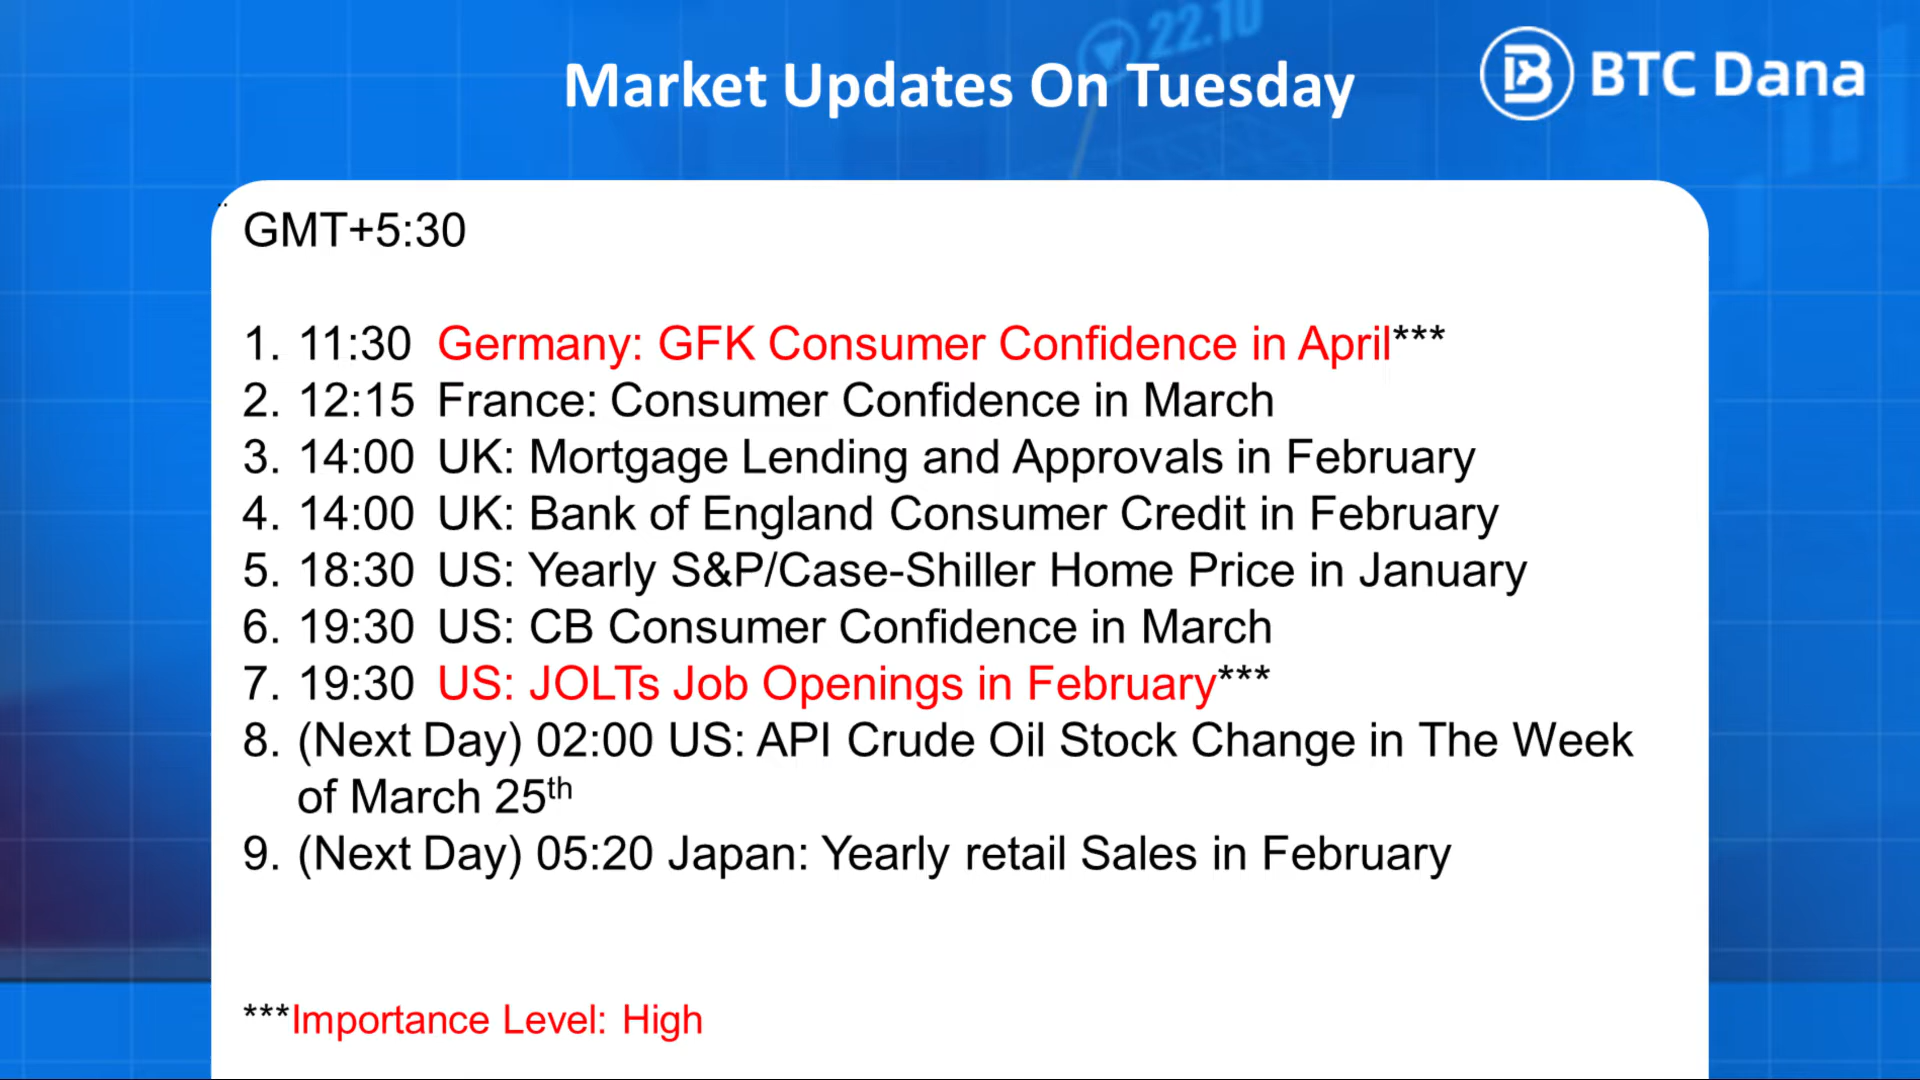 22.10
Market Updates On Tuesday
BTC Dana
GMT+5:30
1. 11:30 Germany: GFK Consumer Confidence in April***
2. 12:15 France: Consumer Confidence in March
3. 14:00 UK: Mortgage Lending and Approvals in February
4. 14:00 UK: Bank of England Consumer Credit in February
5. 18:30 US: Yearly S&P/Case-Shiller Home Price in January
6. 19:30 US: CB Consumer Confidence in March
7. 19:30 US: JOLTs Job Openings in February***
8. (Next Day) 02:00 US: API Crude Oil Stock Change in The Week
of March 25th
9. (Next Day) 05:20 Japan: Yearly retail Sales in February
***Importance Level: High